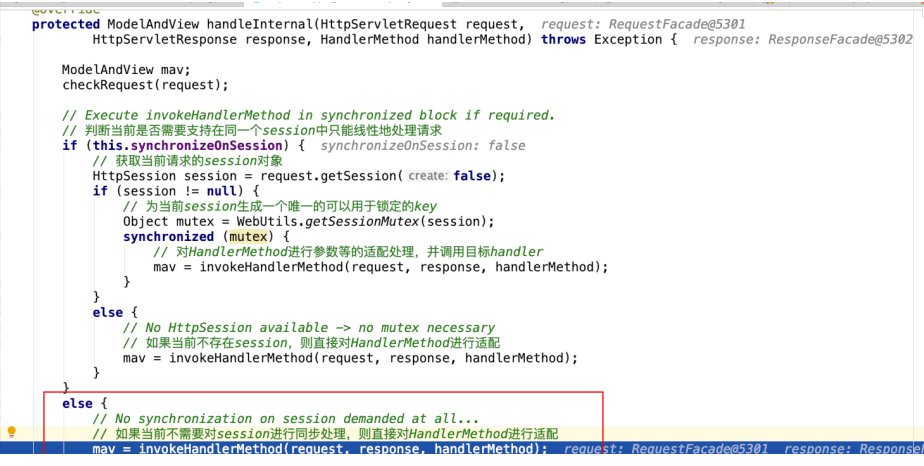 @Override
protected ModelAndView handleInternal(HttpServletRequest request,  request: RequestFacade@5301
HttpServletResponse response, HandlerMethod handlerMethod) throws Exception {  response: ResponseFacade@5302
ModelAndView mav;
checkRequest(request);
// Execute invokeHandlerMethod in synchronized block if required.
// 判断当前是否需要支持在同一个session中只能线性地处理请求
if (this.synchronizeOnSession) {  synchronizeOnSession: false
// 获取当前请求的session对象
HttpSession session = request.getSession( create: false);
if (session != null) {
// 为当前session生成一个唯一的可以用于锁定的key
Object mutex = WebUtils.getSessionMutex(session);
synchronized (mutex) {
// 对HandlerMethod进行参数等的适配处理，并调用目标handler
mav = invokeHandlerMethod(request, response, handlerMethod);
}
}
else {
// No HttpSession available -> no mutex necessary
// 如果当前不存在session，则直接对HandlerMethod进行适配
mav = invokeHandlerMethod(request, response, handlerMethod);
}
}
else {
// No synchronization on session demanded at all...
// 如果当前不需要对session进行同步处理，则直接对HandlerMethod进行适配
mav = invokeHandlerMethod(request, response, handlerMethod);  request: RequestFacade@5301  response: Response